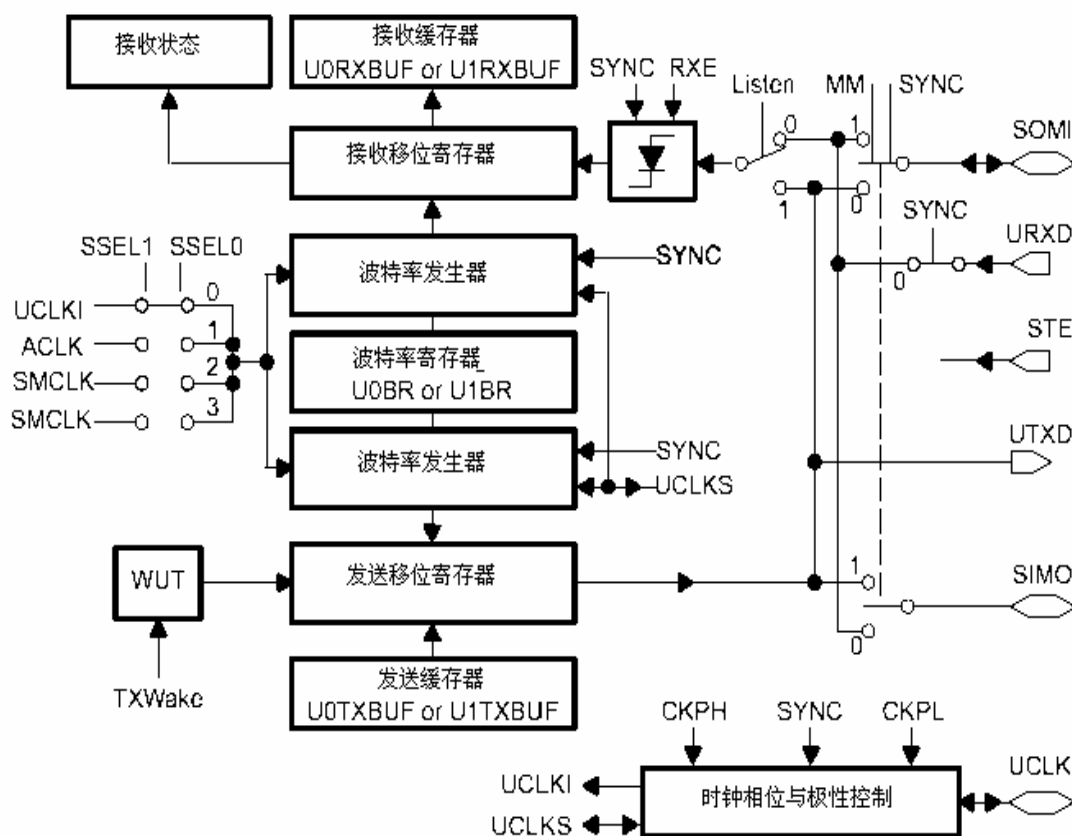 接收状态
接收缓存器
U0RXBUF or U1RXBUF
SYNC RXE
Listen
MM SYNC
SOMI
接收移位寄存器
0
1
1
0
SYNC
URXD
0
SSEL1 SSEL0
波特率发生器
SYNC
UCLKI
0
ACLK
1
SMCLK
2
SMCLK
3
波特率寄存器
U0BR or U1BR
STE
波特率发生器
SYNC
UCLKS
UTXD
WUT
发送移位寄存器
1
0
SIMO
TXWake
发送缓存器
U0TXBUF or U1TXBUF
CKPH SYNC CKPL
UCLKI
UCLKS
时钟相位与极性控制
UCLK